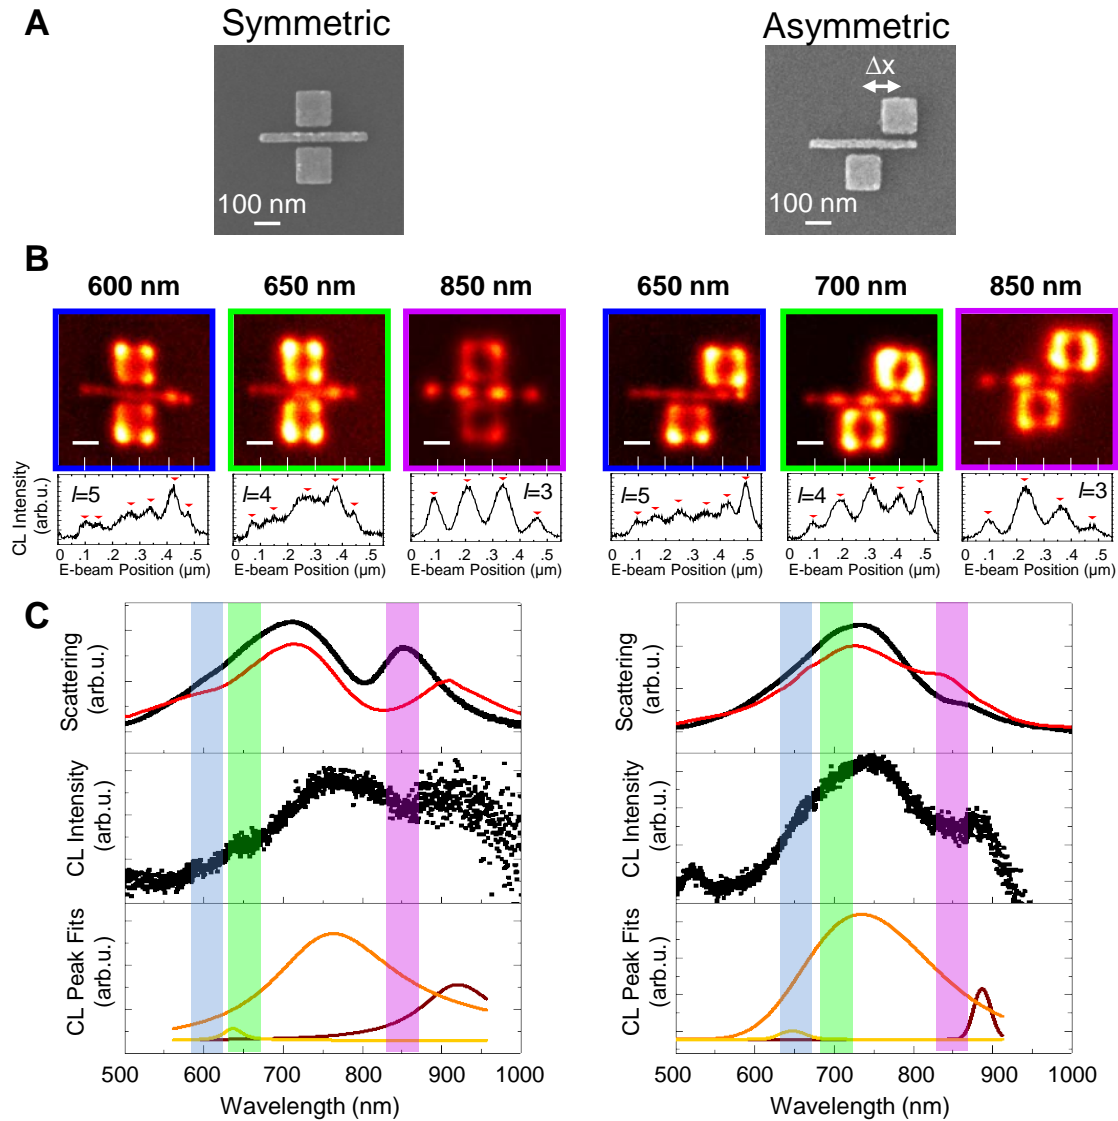 A
Symmetric
Asymmetric
Δx
100 nm
100 nm
B
600 nm
650 nm
850 nm
650 nm
700 nm
850 nm
CL Intensity
(arb.u.)
l=5
l=4
l=3
l=5
l=4
l=3
0 .1 .2 .3 .4 .5
0 .1 .2 .3 .4 .5
0 .1 .2 .3 .4 .5
0 .1 .2 .3 .4 .5
0 .1 .2 .3 .4 .5
0 .1 .2 .3 .4 .5
E-beam Position (µm)
E-beam Position (µm)
E-beam Position (µm)
E-beam Position (µm)
E-beam Position (µm)
E-beam Position (µm)
C
Scattering
(arb.u.)
Scattering
(arb.u.)
CL Intensity
(arb.u.)
CL Intensity
(arb.u.)
CL Peak Fits
(arb.u.)
CL Peak Fits
(arb.u.)
500 600 700 800 900 1000
500 600 700 800 900 1000
Wavelength (nm)
Wavelength (nm)